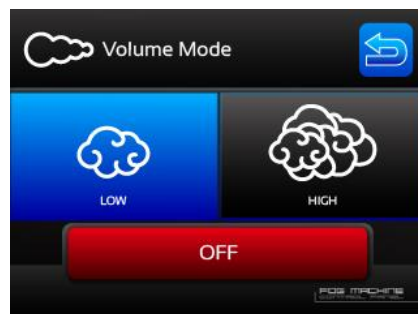 Volume Mode
LOW
HIGH
OFF
FOG MACHINE
CONTROL PANEL